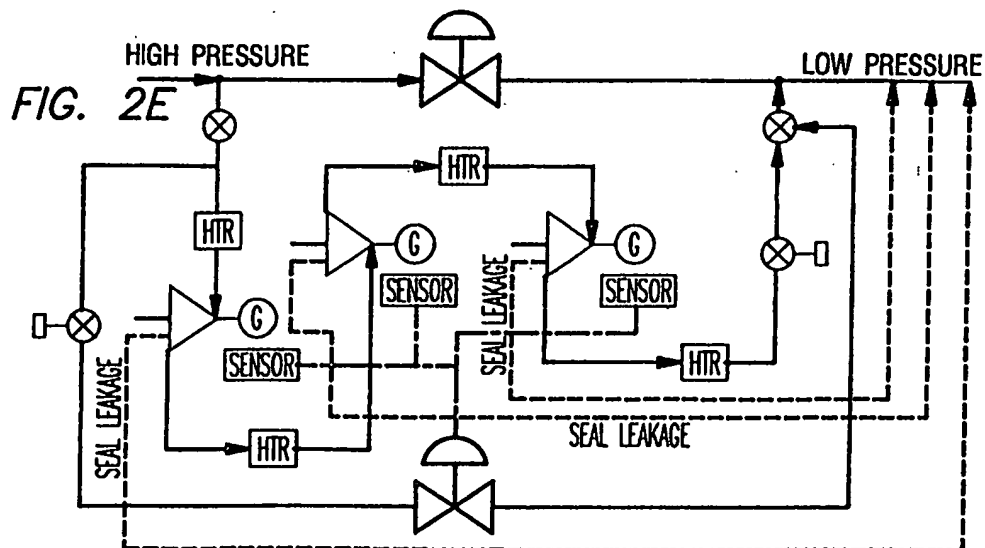 HIGH PRESSURE
LOW PRESSURE
FIG. 2E
HTR
HTR
HTR
G
G
G
SENSOR
SENSOR
SENSOR
SEAL LEAKAGE
SEAL LEAKAGE
HTR
HTR
SEAL LEAKAGE